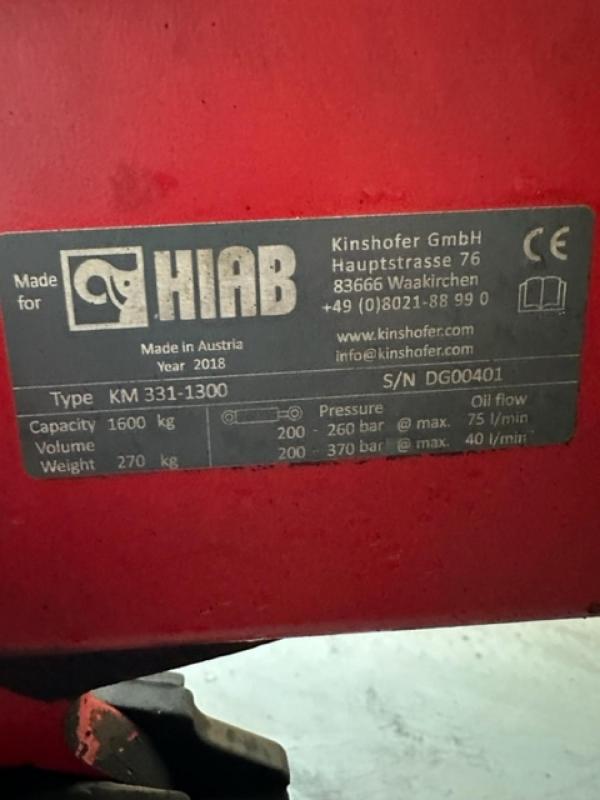 Made for
HIAB
Kinshofer GmbH
Hauptstrasse 76
83666 Waakirchen
+49 (0)8021-88 99 0
www.kinshofer.com
info@kinshofer.com
CE
Made in Austria
Year 2018
Type KM 331-1300 S/N DG00401
Capacity 1600 kg
Volume
Weight 270 kg
Pressure Oil flow
200 - 260 bar @ max. 75 l/min
200 - 370 bar @ max. 40 l/min